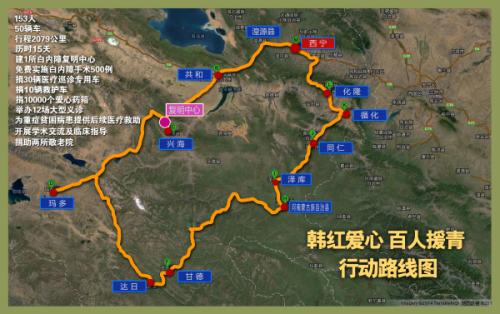 153人
50辆车
行程2079公里
历时15天
建1所白内障复明中心
免费实施白内障手术500例
捐30辆医疗巡诊专用车
捐10辆救护车
捐10000个爱心药箱
举办12场大型义诊
为重症贫困病患提供后续医疗救助
开展学术交流及临床指导
捐助两所敬老院
湟源县
西宁
共和
化隆
循化
复明中心
兴海
同仁
泽库
玛多
河南蒙古族自治县
甘德
达日
韩红爱心 百人援青
行动路线图